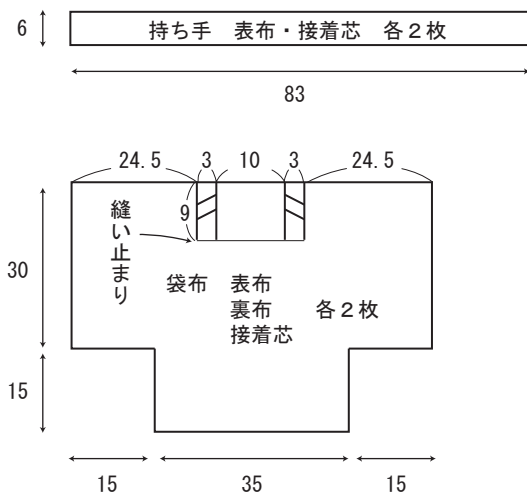 6
持ち手 表布・接着芯 各2枚
83
24.5 3 10 3 24.5
9
縫い止まり
30
袋布 表布
裏布 各2枚
接着芯
15
15 35 15